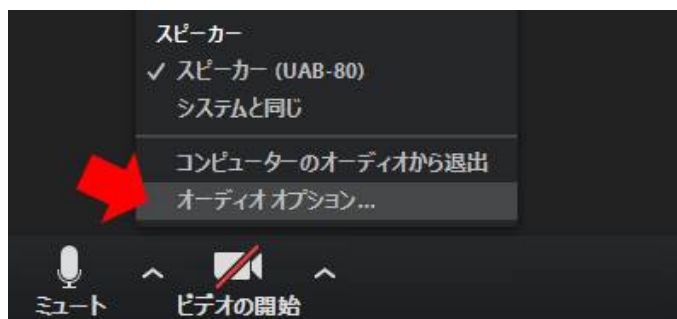 スピーカー
スピーカー (UAB-80)
システムと同じ
コンピューターのオーディオから退出
オーディオ オプション...
ミュート
ビデオの開始